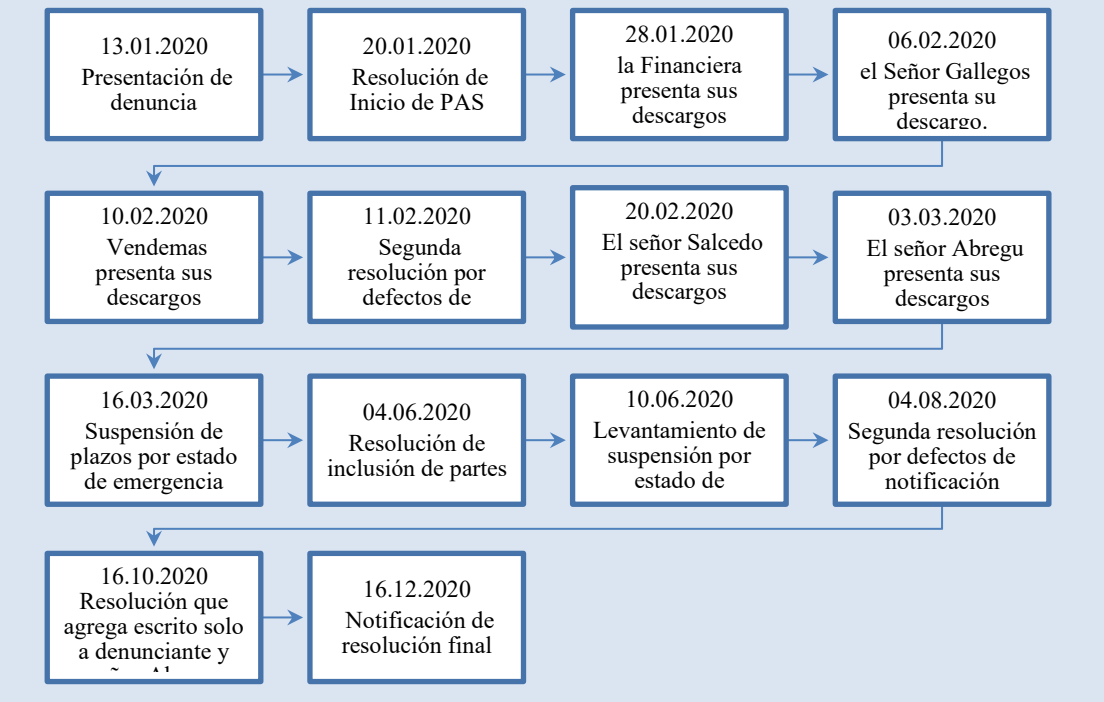 13.01.2020
Presentación de
denuncia
20.01.2020
Resolución de
Inicio de PAS
28.01.2020
la Financiera
presenta sus
descargos
06.02.2020
el Señor Gallegos
presenta su
descargo.
10.02.2020
Vendemas
presenta sus
descargos
11.02.2020
Segunda
resolución por
defectos de
20.02.2020
El señor Salcedo
presenta sus
descargos
03.03.2020
El señor Abregu
presenta sus
descargos
16.03.2020
Suspensión de
plazos por estado
de emergencia
04.06.2020
Resolución de
inclusión de partes
10.06.2020
Levantamiento de
suspensión por
estado de
04.08.2020
Segunda resolución
por defectos de
notificación
16.10.2020
Resolución que
agrega escrito solo
a denunciante y
16.12.2020
Notificación de
resolución final